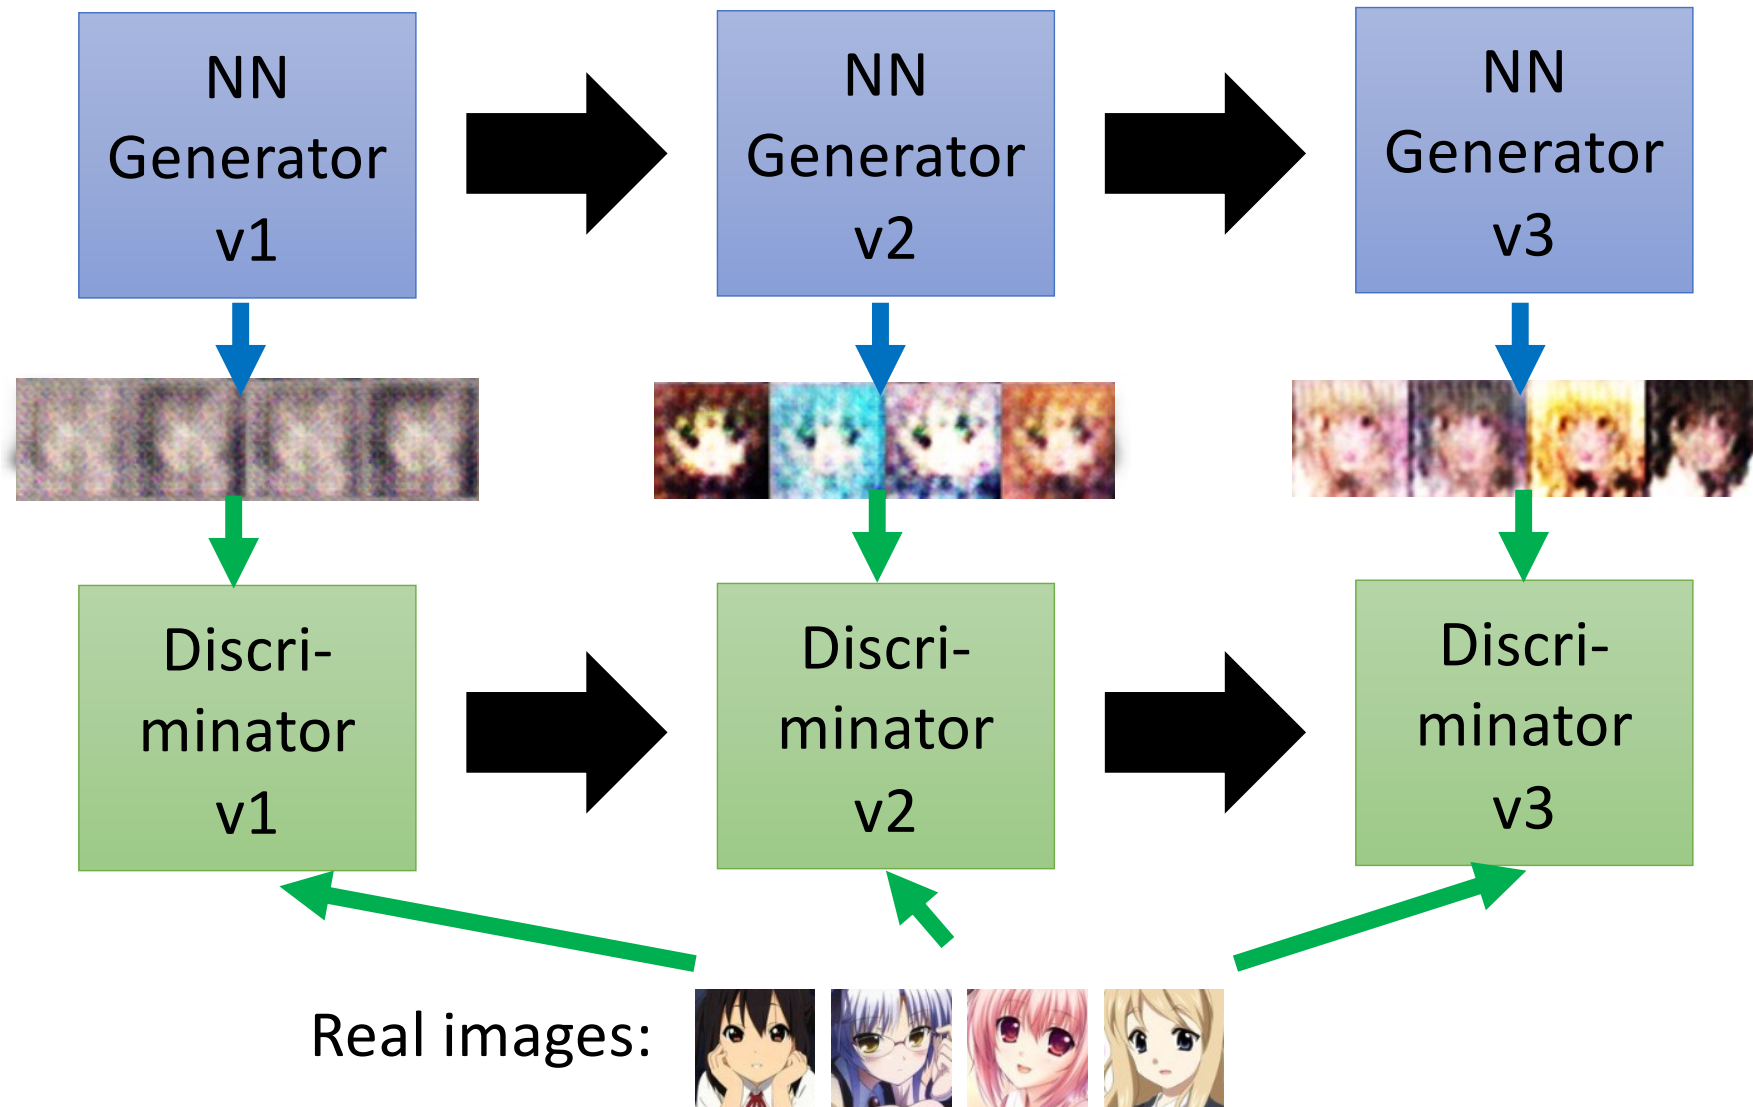 NN
Generator
v1
NN
Generator
v2
NN
Generator
v3
Discri-
minator
v1
Discri-
minator
v2
Discri-
minator
v3
Real images: